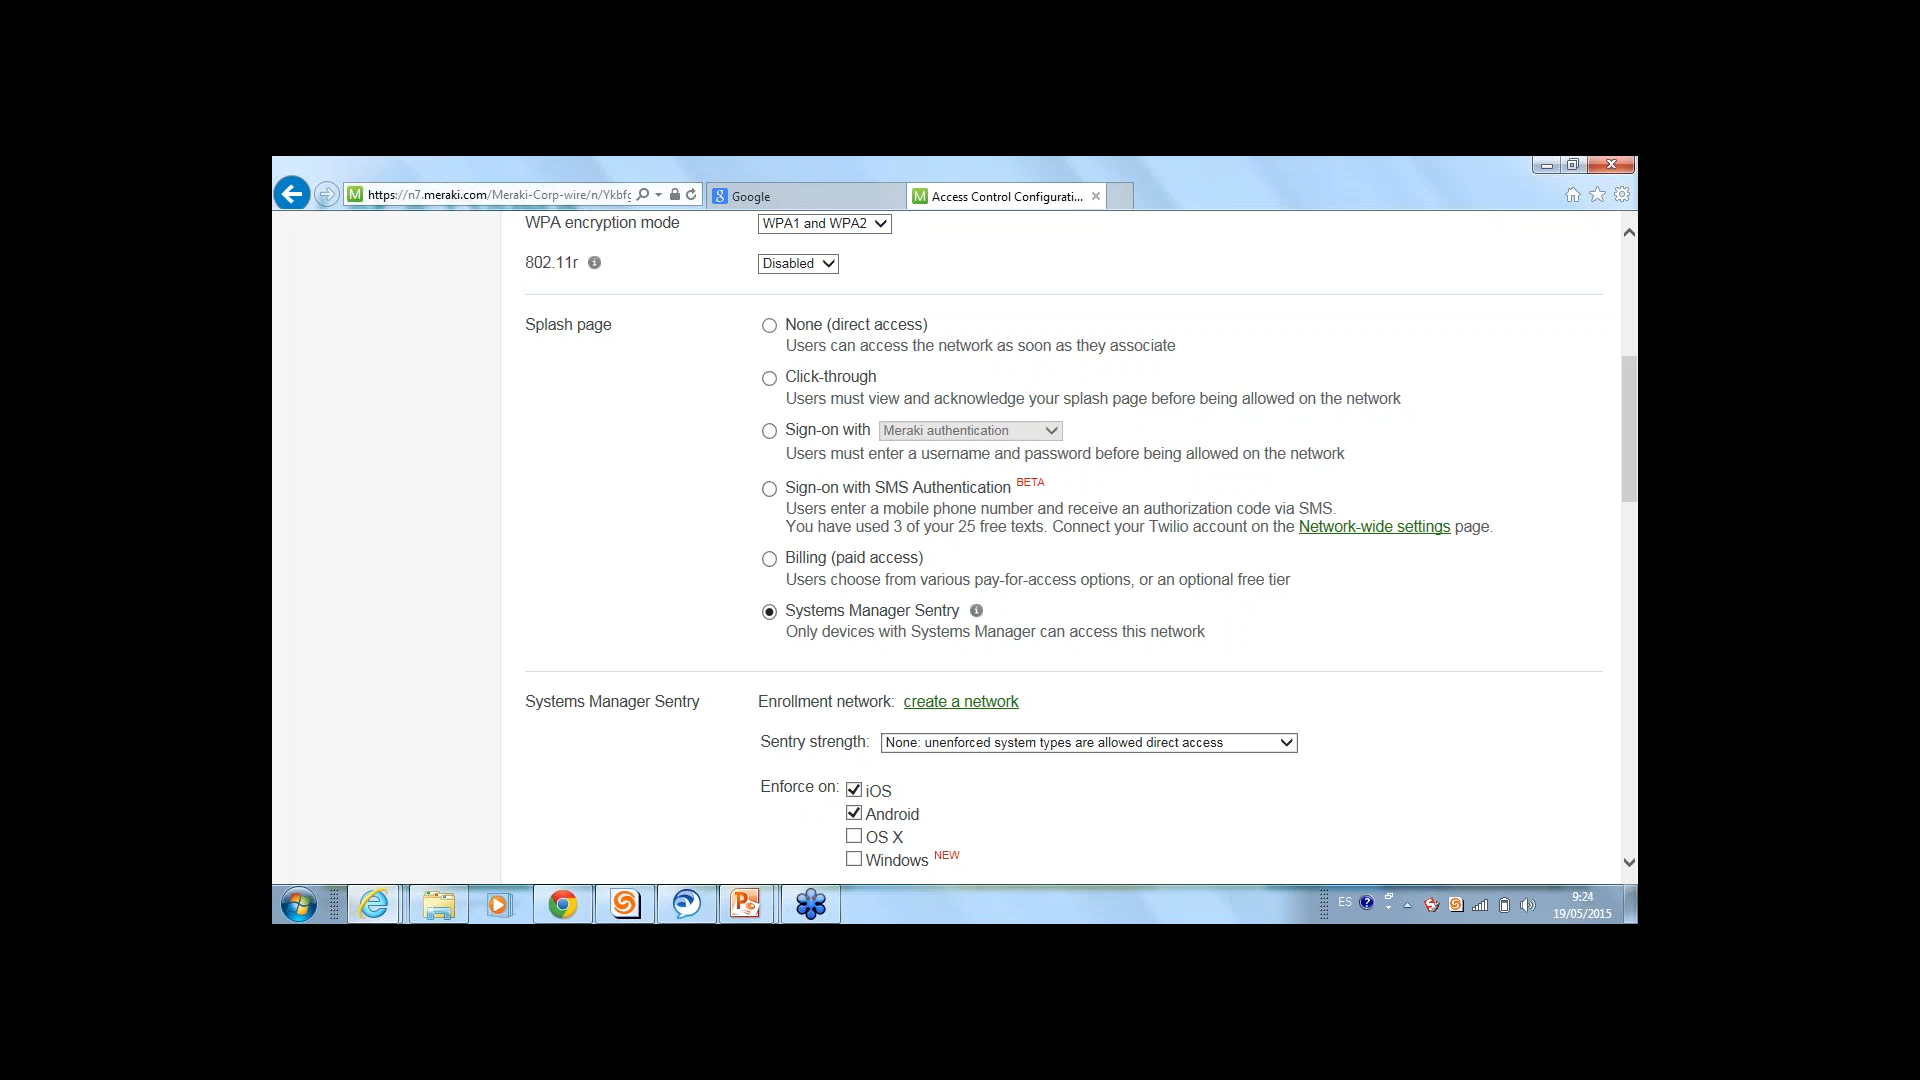 https://n7.meraki.com/Meraki-Corp-wire/n/Ykbfg
Google
Access Control Configurati...
WPA encryption mode
WPA1 and WPA2
802.11r
Disabled
Splash page
None (direct access)
Users can access the network as soon as they associate
Click-through
Users must view and acknowledge your splash page before being allowed on the network
Sign-on with Meraki authentication
Users must enter a username and password before being allowed on the network
Sign-on with SMS Authentication BETA
Users enter a mobile phone number and receive an authorization code via SMS.
You have used 3 of your 25 free texts. Connect your Twilio account on the Network-wide settings page.
Billing (paid access)
Users choose from various pay-for-access options, or an optional free tier
Systems Manager Sentry
Only devices with Systems Manager can access this network
Systems Manager Sentry
Enrollment network: create a network
Sentry strength: None: unenforced system types are allowed direct access
Enforce on: iOS
Android
OS X
Windows NEW
ES
9:24
19/05/2015